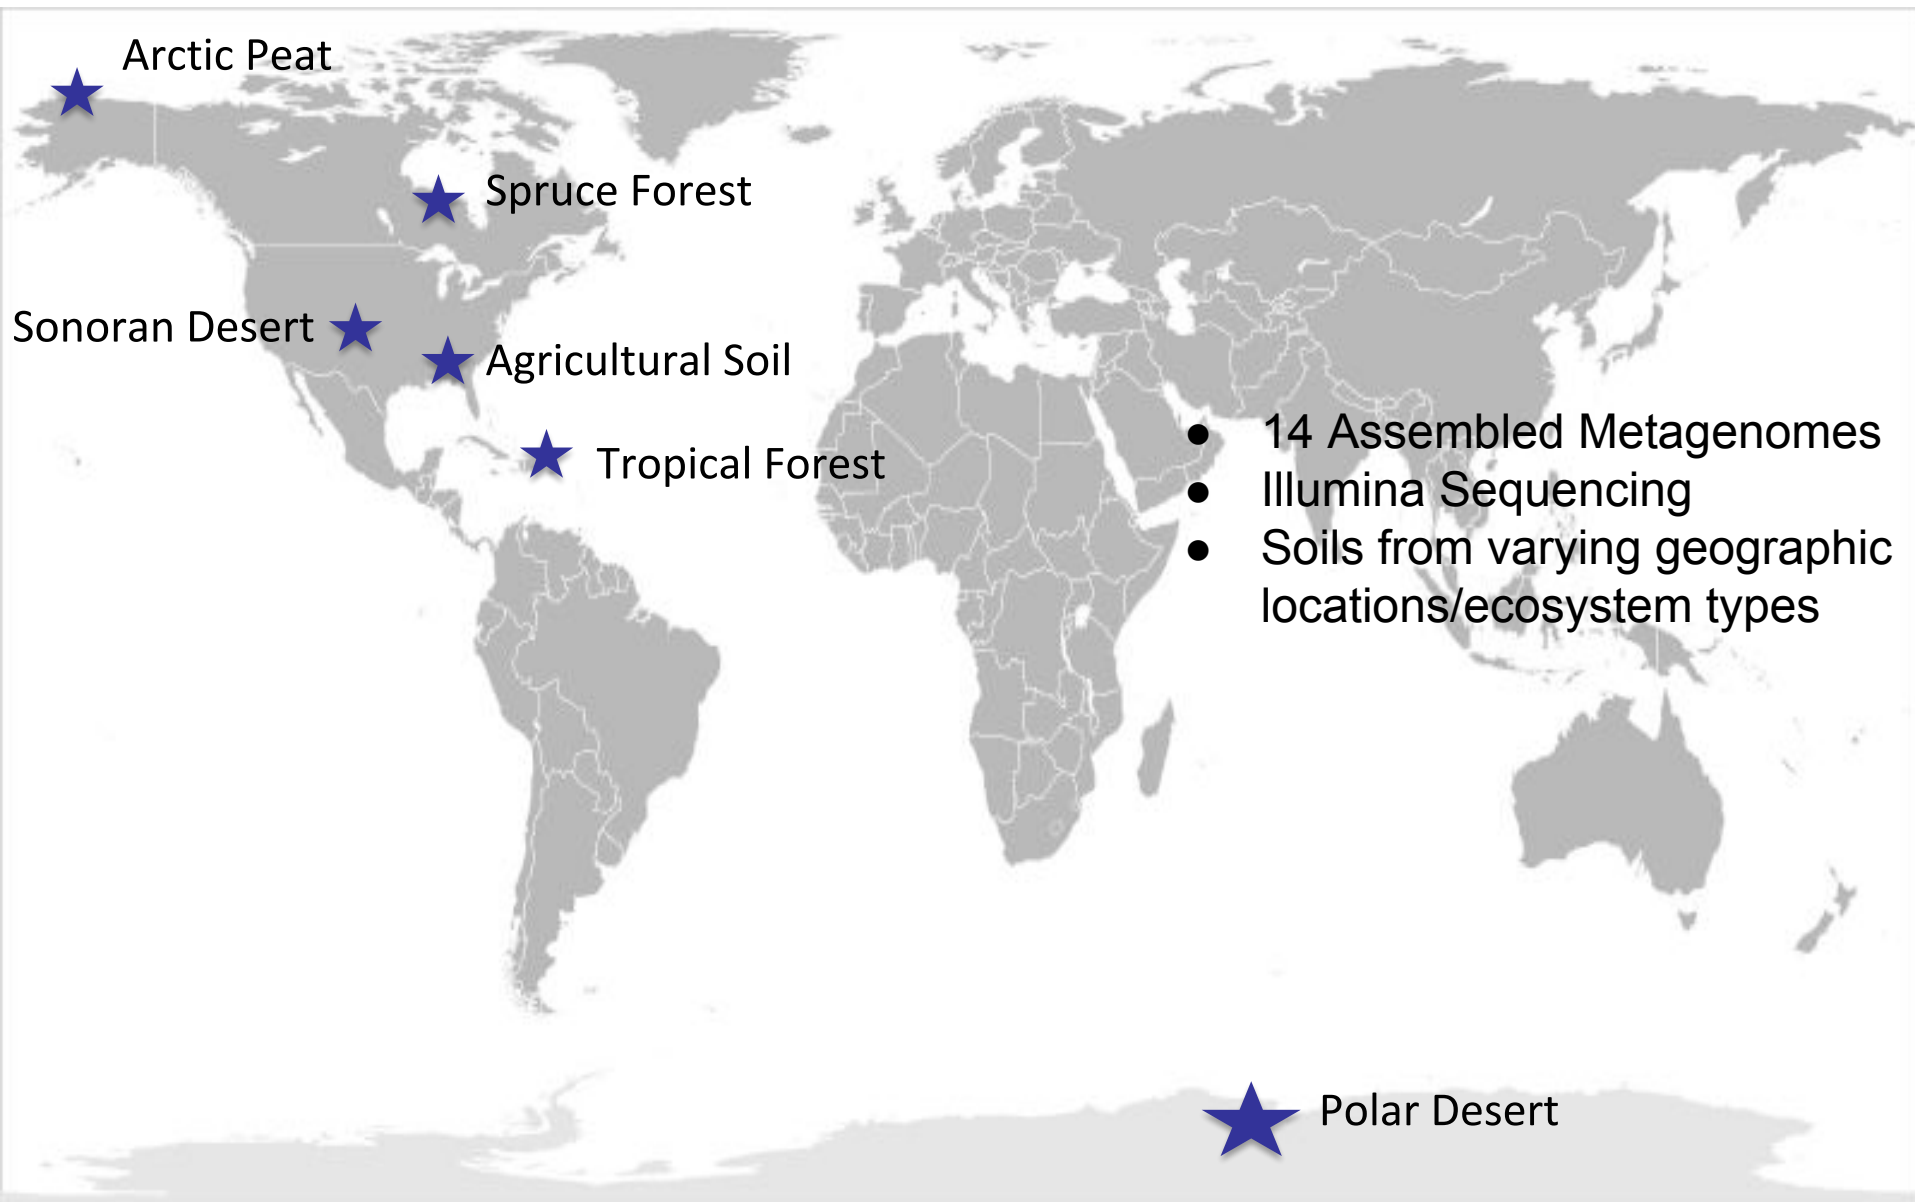 Arctic Peat
Spruce Forest
Sonoran Desert
Agricultural Soil
Tropical Forest
● 14 Assembled Metagenomes
● Illumina Sequencing
● Soils from varying geographic
locations/ecosystem types
Polar Desert